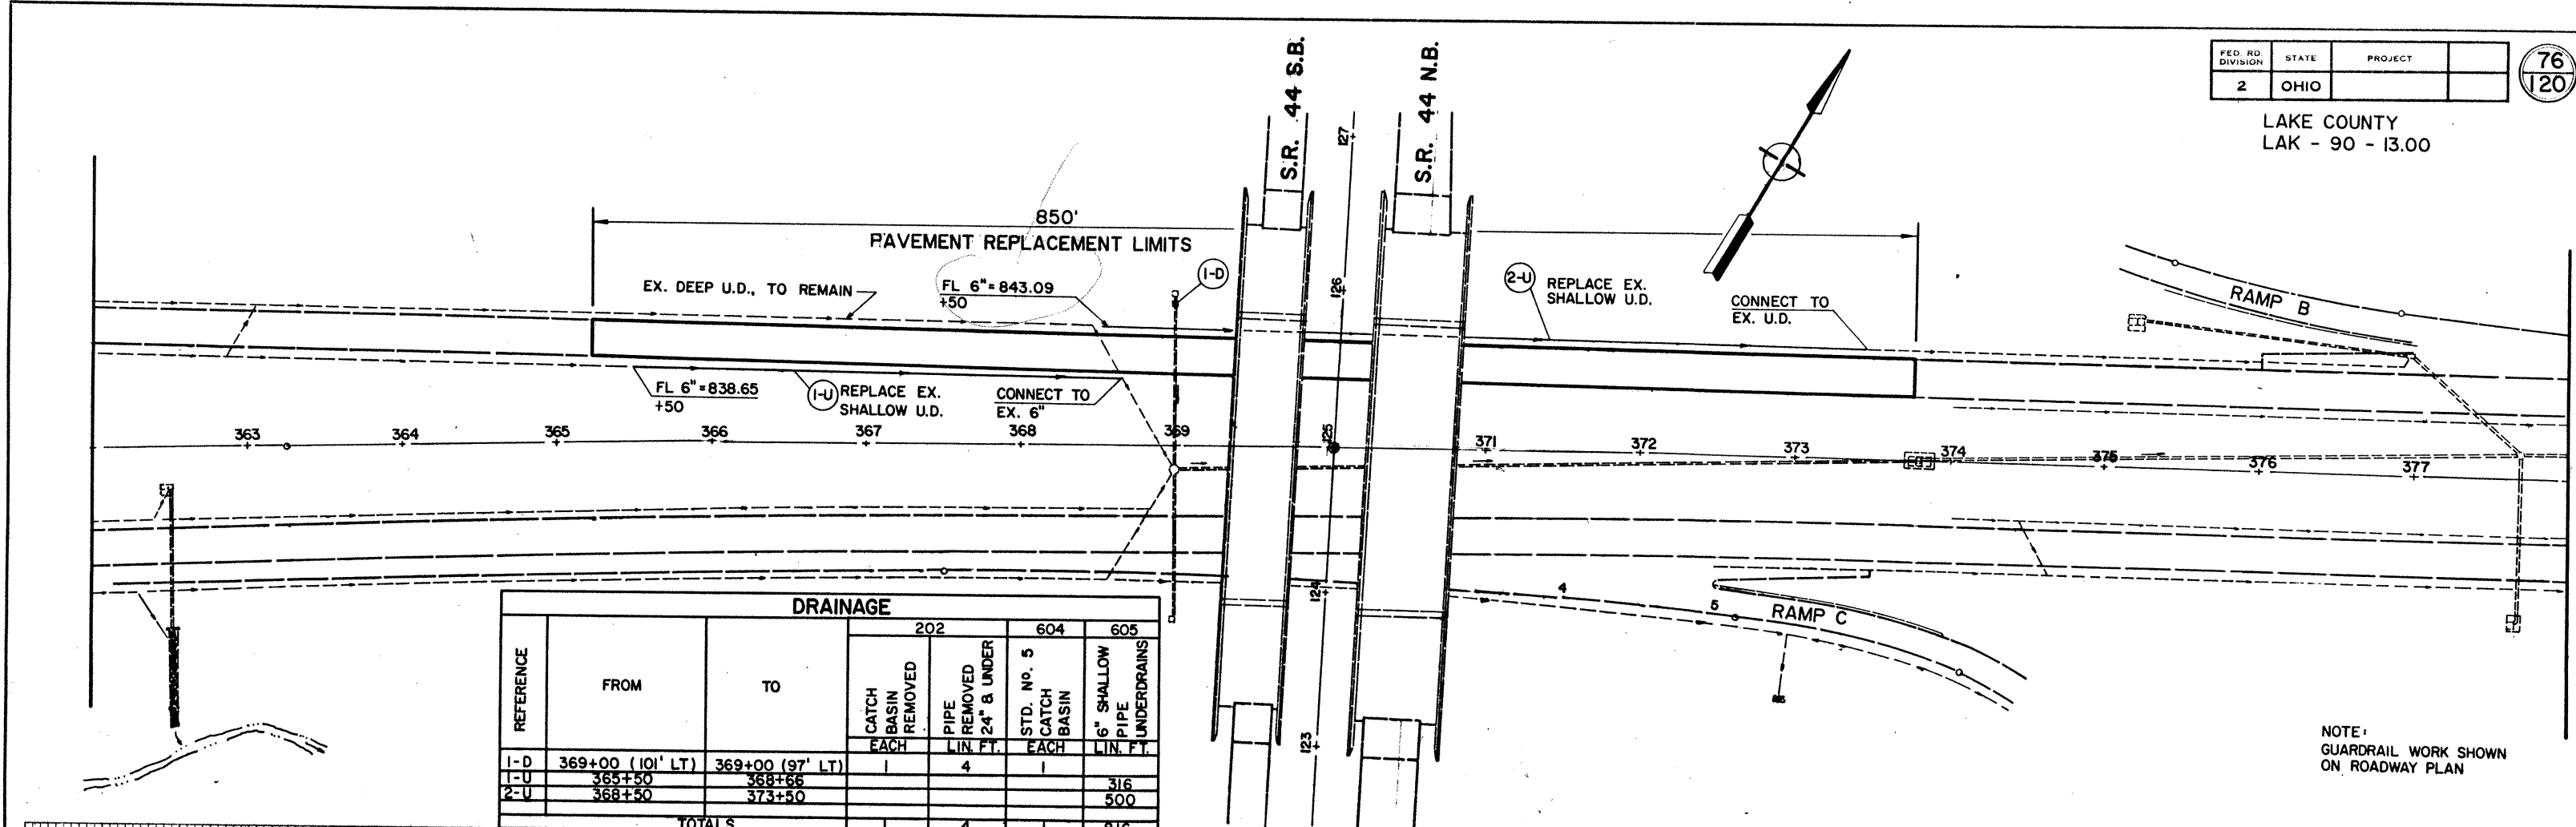 FED. RD. DIVISION STATE PROJECT
2 OHIO
76
120
LAKE COUNTY
LAK - 90 - 13.00
S.R. 44 S.B.
S.R. 44 N.B.
127
126
125
124
123
850'
PAVEMENT REPLACEMENT LIMITS
EX. DEEP U.D., TO REMAIN
FL 6" = 843.09
+50
1-D
2-U
REPLACE EX.
SHALLOW U.D.
CONNECT TO
EX. U.D.
RAMP B
FL 6" = 838.65
+50
1-U
REPLACE EX.
SHALLOW U.D.
CONNECT TO
EX. 6"
363 364 365 366 367 368 369 371 372 373 374 375 376 377
4
5
RAMP C
DRAINAGE
REFERENCE
FROM
TO
202
604
605
CATCH
BASIN
REMOVED
PIPE
REMOVED
24" & UNDER
STD. NO. 5
CATCH
BASIN
6" SHALLOW
PIPE
UNDERDRAINS
EACH LIN. FT. EACH LIN. FT.
1-D 369+00 (101' LT) 369+00 (97' LT) 1 4 1
1-U 365+50 368+66 316
2-U 368+50 373+50 500
TOTALS 1 4 1 816
NOTE:
GUARDRAIL WORK SHOWN
ON ROADWAY PLAN